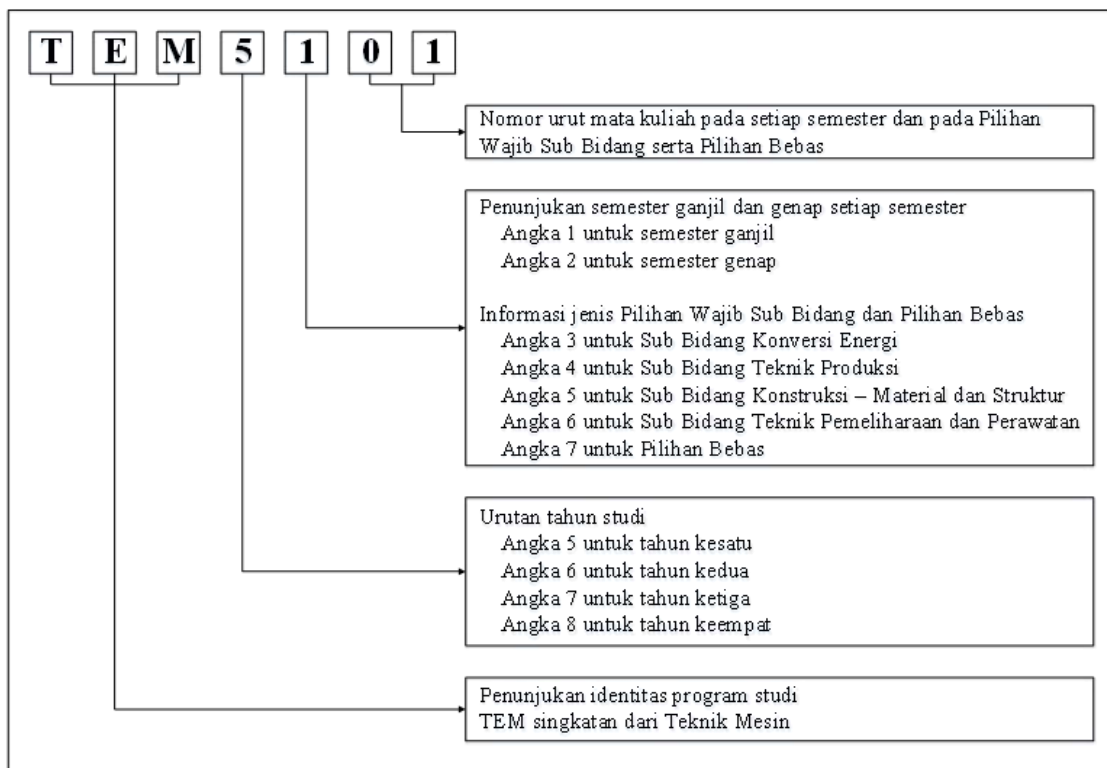 T E M 5 1 0 1
Nomor urut mata kuliah pada setiap semester dan pada Pilihan
Wajib Sub Bidang serta Pilihan Bebas
Penunjukan semester ganjil dan genap setiap semester
Angka 1 untuk semester ganjil
Angka 2 untuk semester genap
Informasi jenis Pilihan Wajib Sub Bidang dan Pilihan Bebas
Angka 3 untuk Sub Bidang Konversi Energi
Angka 4 untuk Sub Bidang Teknik Produksi
Angka 5 untuk Sub Bidang Konstruksi – Material dan Struktur
Angka 6 untuk Sub Bidang Teknik Pemeliharaan dan Perawatan
Angka 7 untuk Pilihan Bebas
Urutan tahun studi
Angka 5 untuk tahun kesatu
Angka 6 untuk tahun kedua
Angka 7 untuk tahun ketiga
Angka 8 untuk tahun keempat
Penunjukan identitas program studi
TEM singkatan dari Teknik Mesin